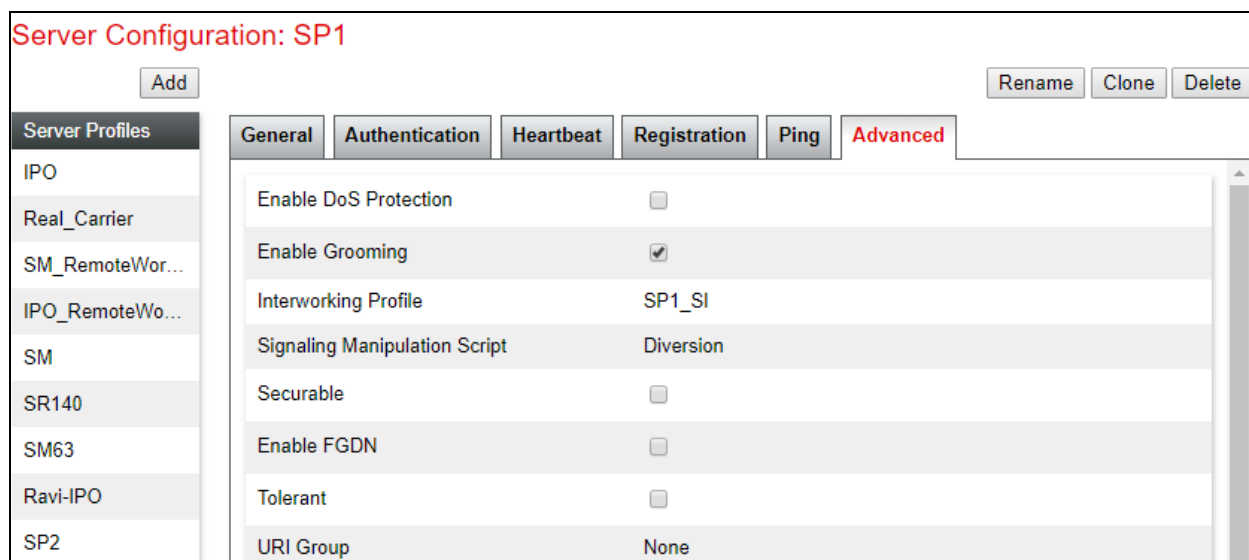 Server Configuration: SP1
Add
Rename Clone Delete
Server Profiles
IPO
Real_Carrier
SM_RemoteWor...
IPO_RemoteWo...
SM
SR140
SM63
Ravi-IPO
SP2
General Authentication Heartbeat Registration Ping Advanced
Enable DoS Protection
Enable Grooming
Interworking Profile SP1_SI
Signaling Manipulation Script Diversion
Securable
Enable FGDN
Tolerant
URI Group None